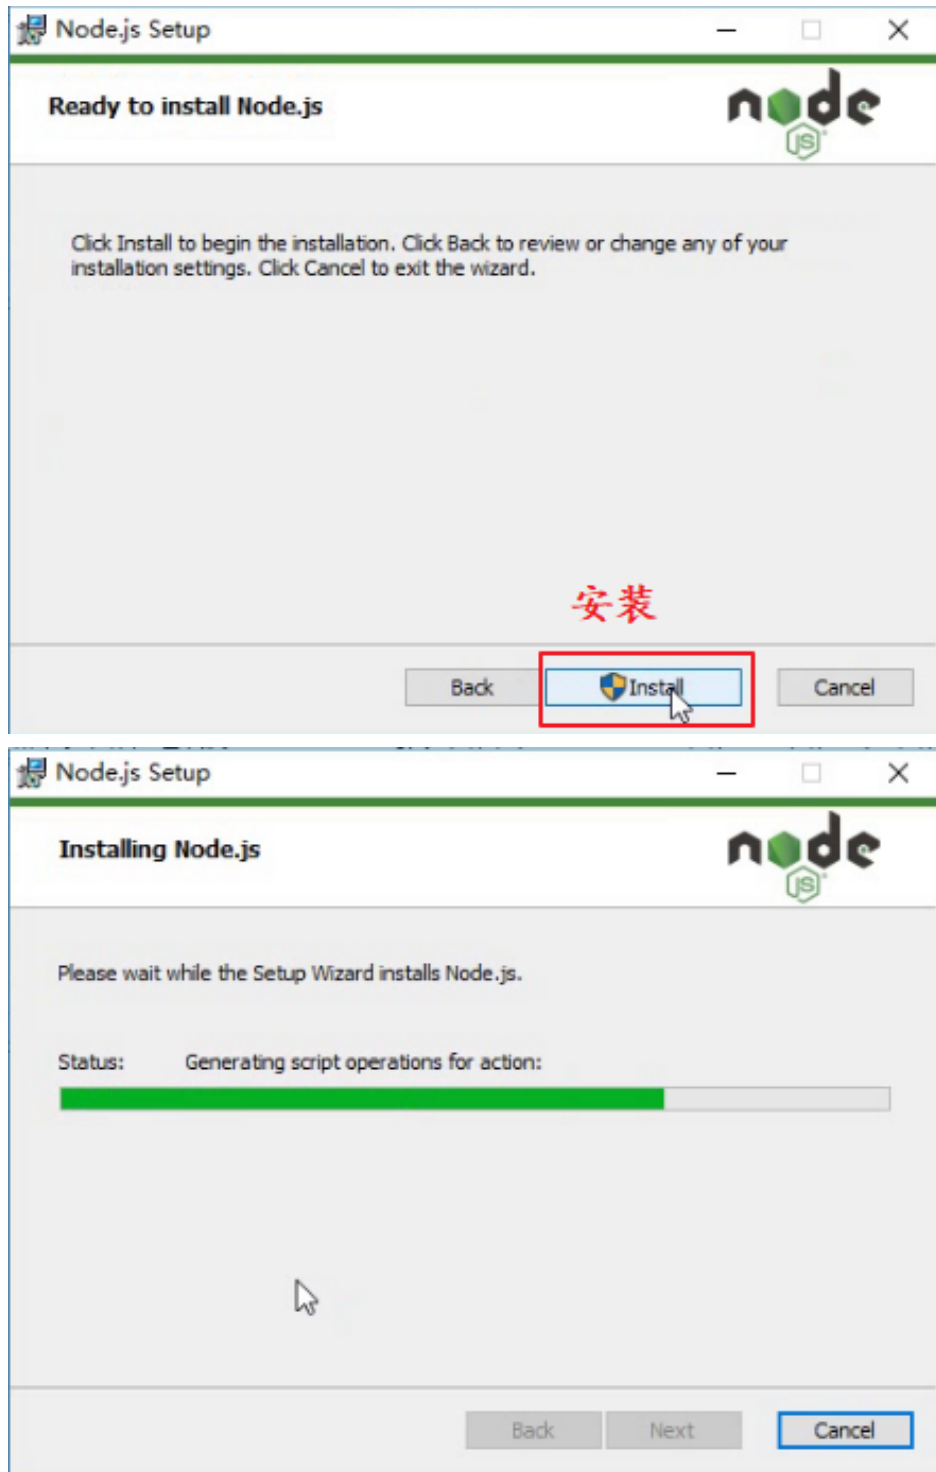 Node.js Setup
Ready to install Node.js
node
JS
Click Install to begin the installation. Click Back to review or change any of your
installation settings. Click Cancel to exit the wizard.
安装
Back Install Cancel
Node.js Setup
Installing Node.js
node
JS
Please wait while the Setup Wizard installs Node.js.
Status: Generating script operations for action:
Back Next Cancel